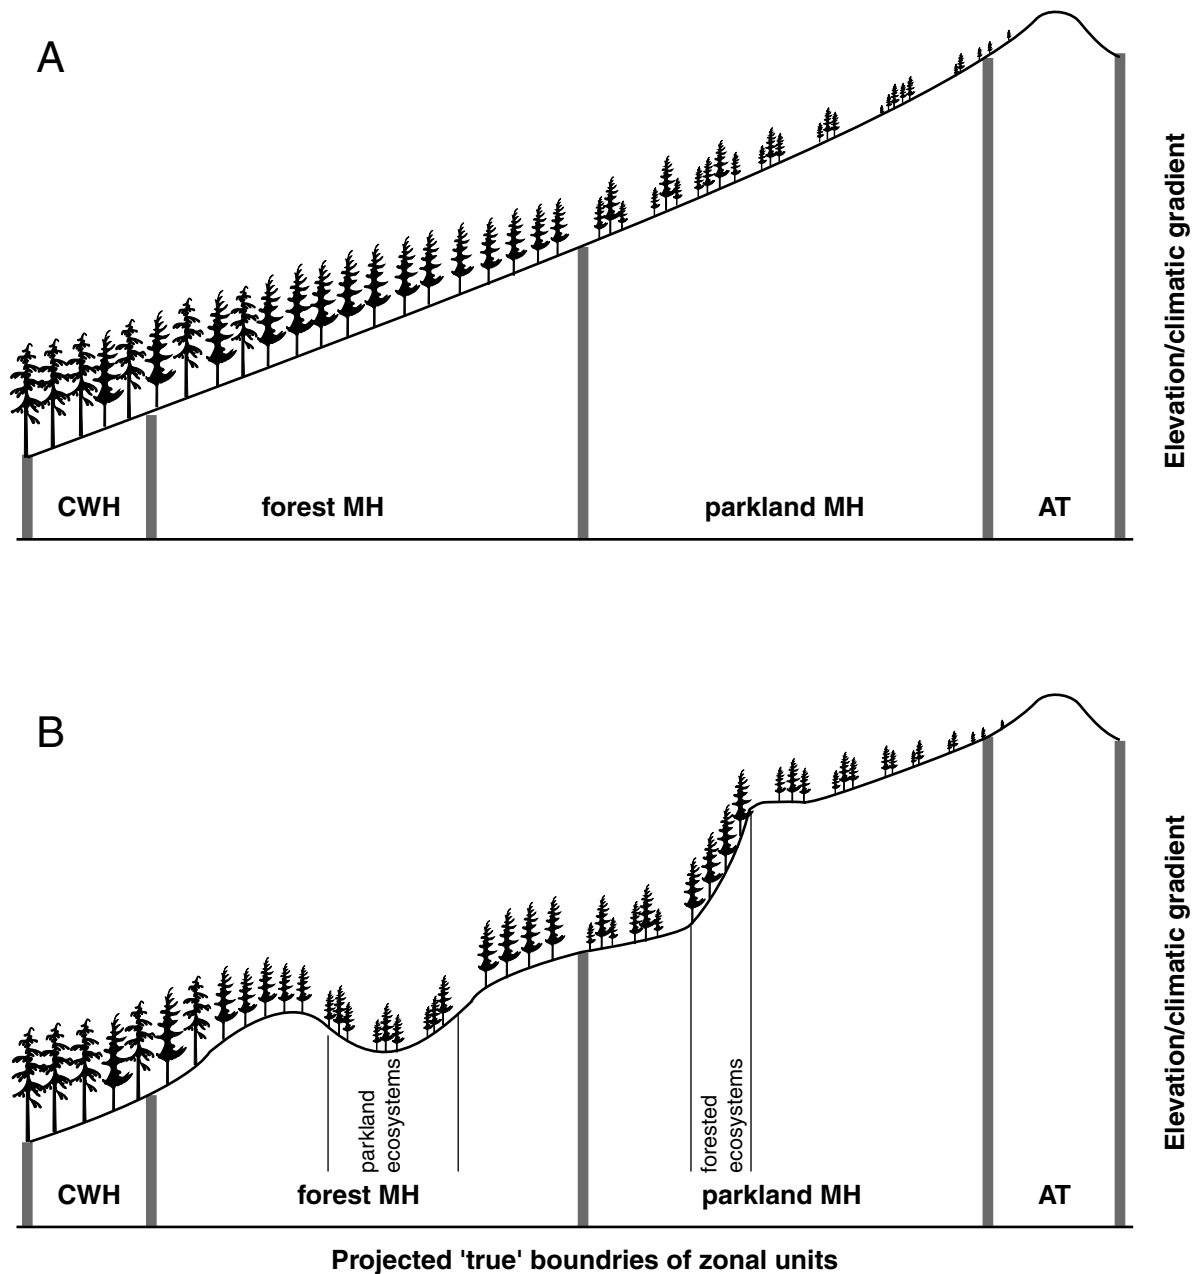 A
Elevation/climatic gradient
CWH
forest MH
parkland MH
AT
B
Elevation/climatic gradient
parkland
ecosystems
forested
ecosystems
CWH
forest MH
parkland MH
AT
Projected 'true' boundries of zonal units